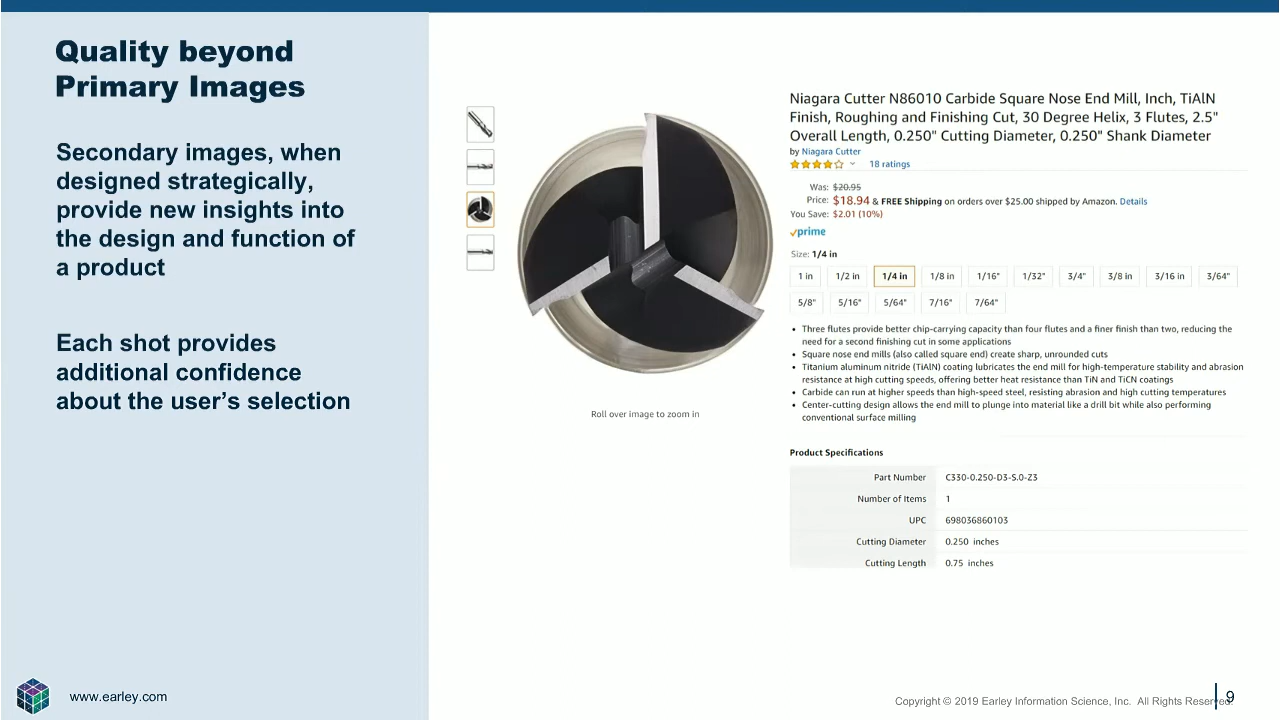 Quality beyond
Primary Images
Secondary images, when
designed strategically,
provide new insights into
the design and function of
a product
Each shot provides
additional confidence
about the user's selection
Roll over image to zoom in
Niagara Cutter N86010 Carbide Square Nose End Mill, Inch, TiAlN
Finish, Roughing and Finishing Cut, 30 Degree Helix, 3 Flutes, 2.5"
Overall Length, 0.250" Cutting Diameter, 0.250" Shank Diameter
by Niagara Cutter
18 ratings
Was: $20.95
Price: $18.94 & FREE Shipping on orders over $25.00 shipped by Amazon. Details
You Save: $2.01 (10%)
prime
Size: 1/4 in
1 in 1/2 in 1/4 in 1/8 in 1/16" 1/32" 3/4" 3/8 in 3/16 in 3/64"
5/8" 5/16" 5/64" 7/16" 7/64"
• Three flutes provide better chip-carrying capacity than four flutes and a finer finish than two, reducing the
need for a second finishing cut in some applications
• Square nose end mills (also called square end) create sharp, unrounded cuts
• Titanium aluminum nitride (TiAlN) coating lubricates the end mill for high-temperature stability and abrasion
resistance at high cutting speeds, offering better heat resistance than TiN and TiCN coatings
• Carbide can run at higher speeds than high-speed steel, resisting abrasion and high cutting temperatures
• Center-cutting design allows the end mill to plunge into material like a drill bit while also performing
conventional surface milling
Product Specifications
Part Number C330-0.250-D3-S.0-Z3
Number of Items 1
UPC 698036860103
Cutting Diameter 0.250 inches
Cutting Length 0.75 inches
www.earley.com
Copyright © 2019 Earley Information Science, Inc. All Rights Reserved.
9